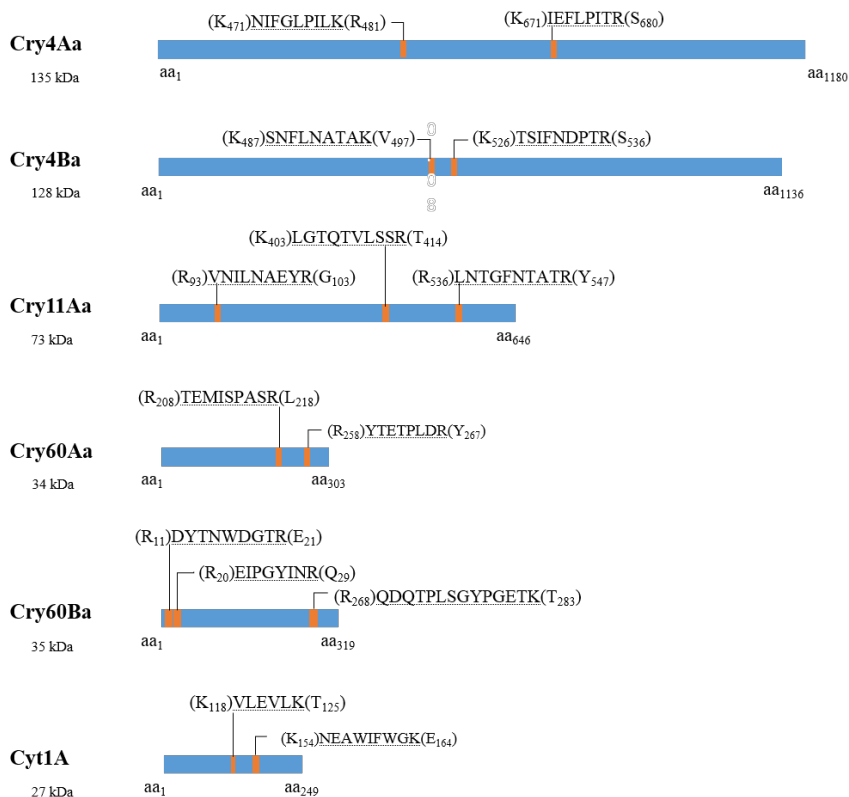 (K471)NIFGLPILK(R481)
(K671)IEFLPITR(S680)
Cry4Aa
135 kDa
aa1
aa1180
0
(K487)SNFLNATAK(V497)
(K526)TSIFNDPTR(S536)
Cry4Ba
128 kDa
0
8
aa1
aa1136
(K403)LGTQTVLSSR(T414)
(R93)VNILNAEYR(G103)
(R536)LNTGFNTATR(Y547)
Cry11Aa
73 kDa
aa1
aa646
(R208)TEMISPASR(L218)
(R258)YTETPLDR(Y267)
Cry60Aa
34 kDa
aa1
aa303
(R11)DYTNWDGTR(E21)
(R20)EIPGYINR(Q29)
(R268)QDQTPLSGYPGETK(T283)
Cry60Ba
35 kDa
aa1
aa319
(K118)VLEVLK(T125)
(K154)NEAWIFWGK(E164)
Cyt1A
27 kDa
aa1
aa249